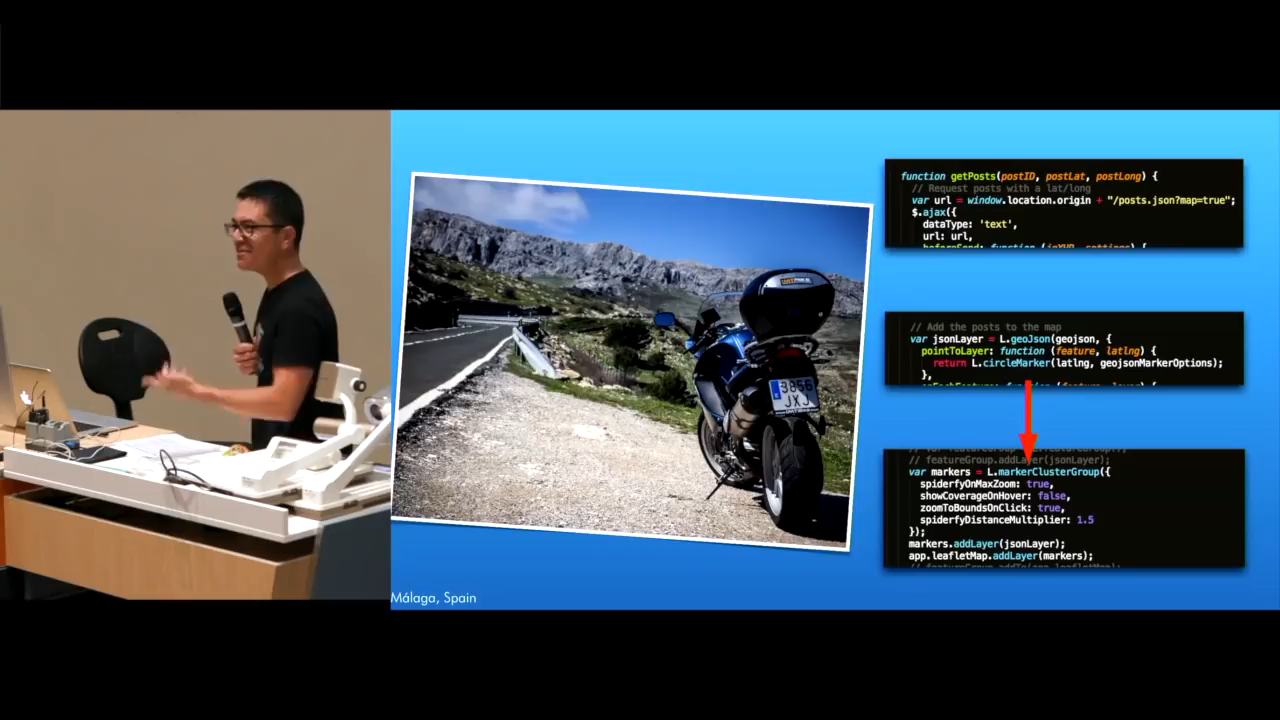 function getPosts(postID, postLat, postLong) {
// Request posts with a lat/long
var url = window.location.origin + "/posts.json?map=true";
$.ajax({
dataType: 'text',
url: url,
// Add the posts to the map
var jsonLayer = L.geoJson(geojson, {
pointToLayer: function (feature, latlng) {
return L.circleMarker(latlng, geojsonMarkerOptions);
},
// featureGroup.addLayer(jsonLayer);
var markers = L.markerClusterGroup({
spiderfyOnMaxZoom: true,
showCoverageOnHover: false,
zoomToBoundsOnClick: true,
spiderfyDistanceMultiplier: 1.5
});
markers.addLayer(jsonLayer);
app.leafletMap.addLayer(markers);
3856
JXJ
Málaga, Spain